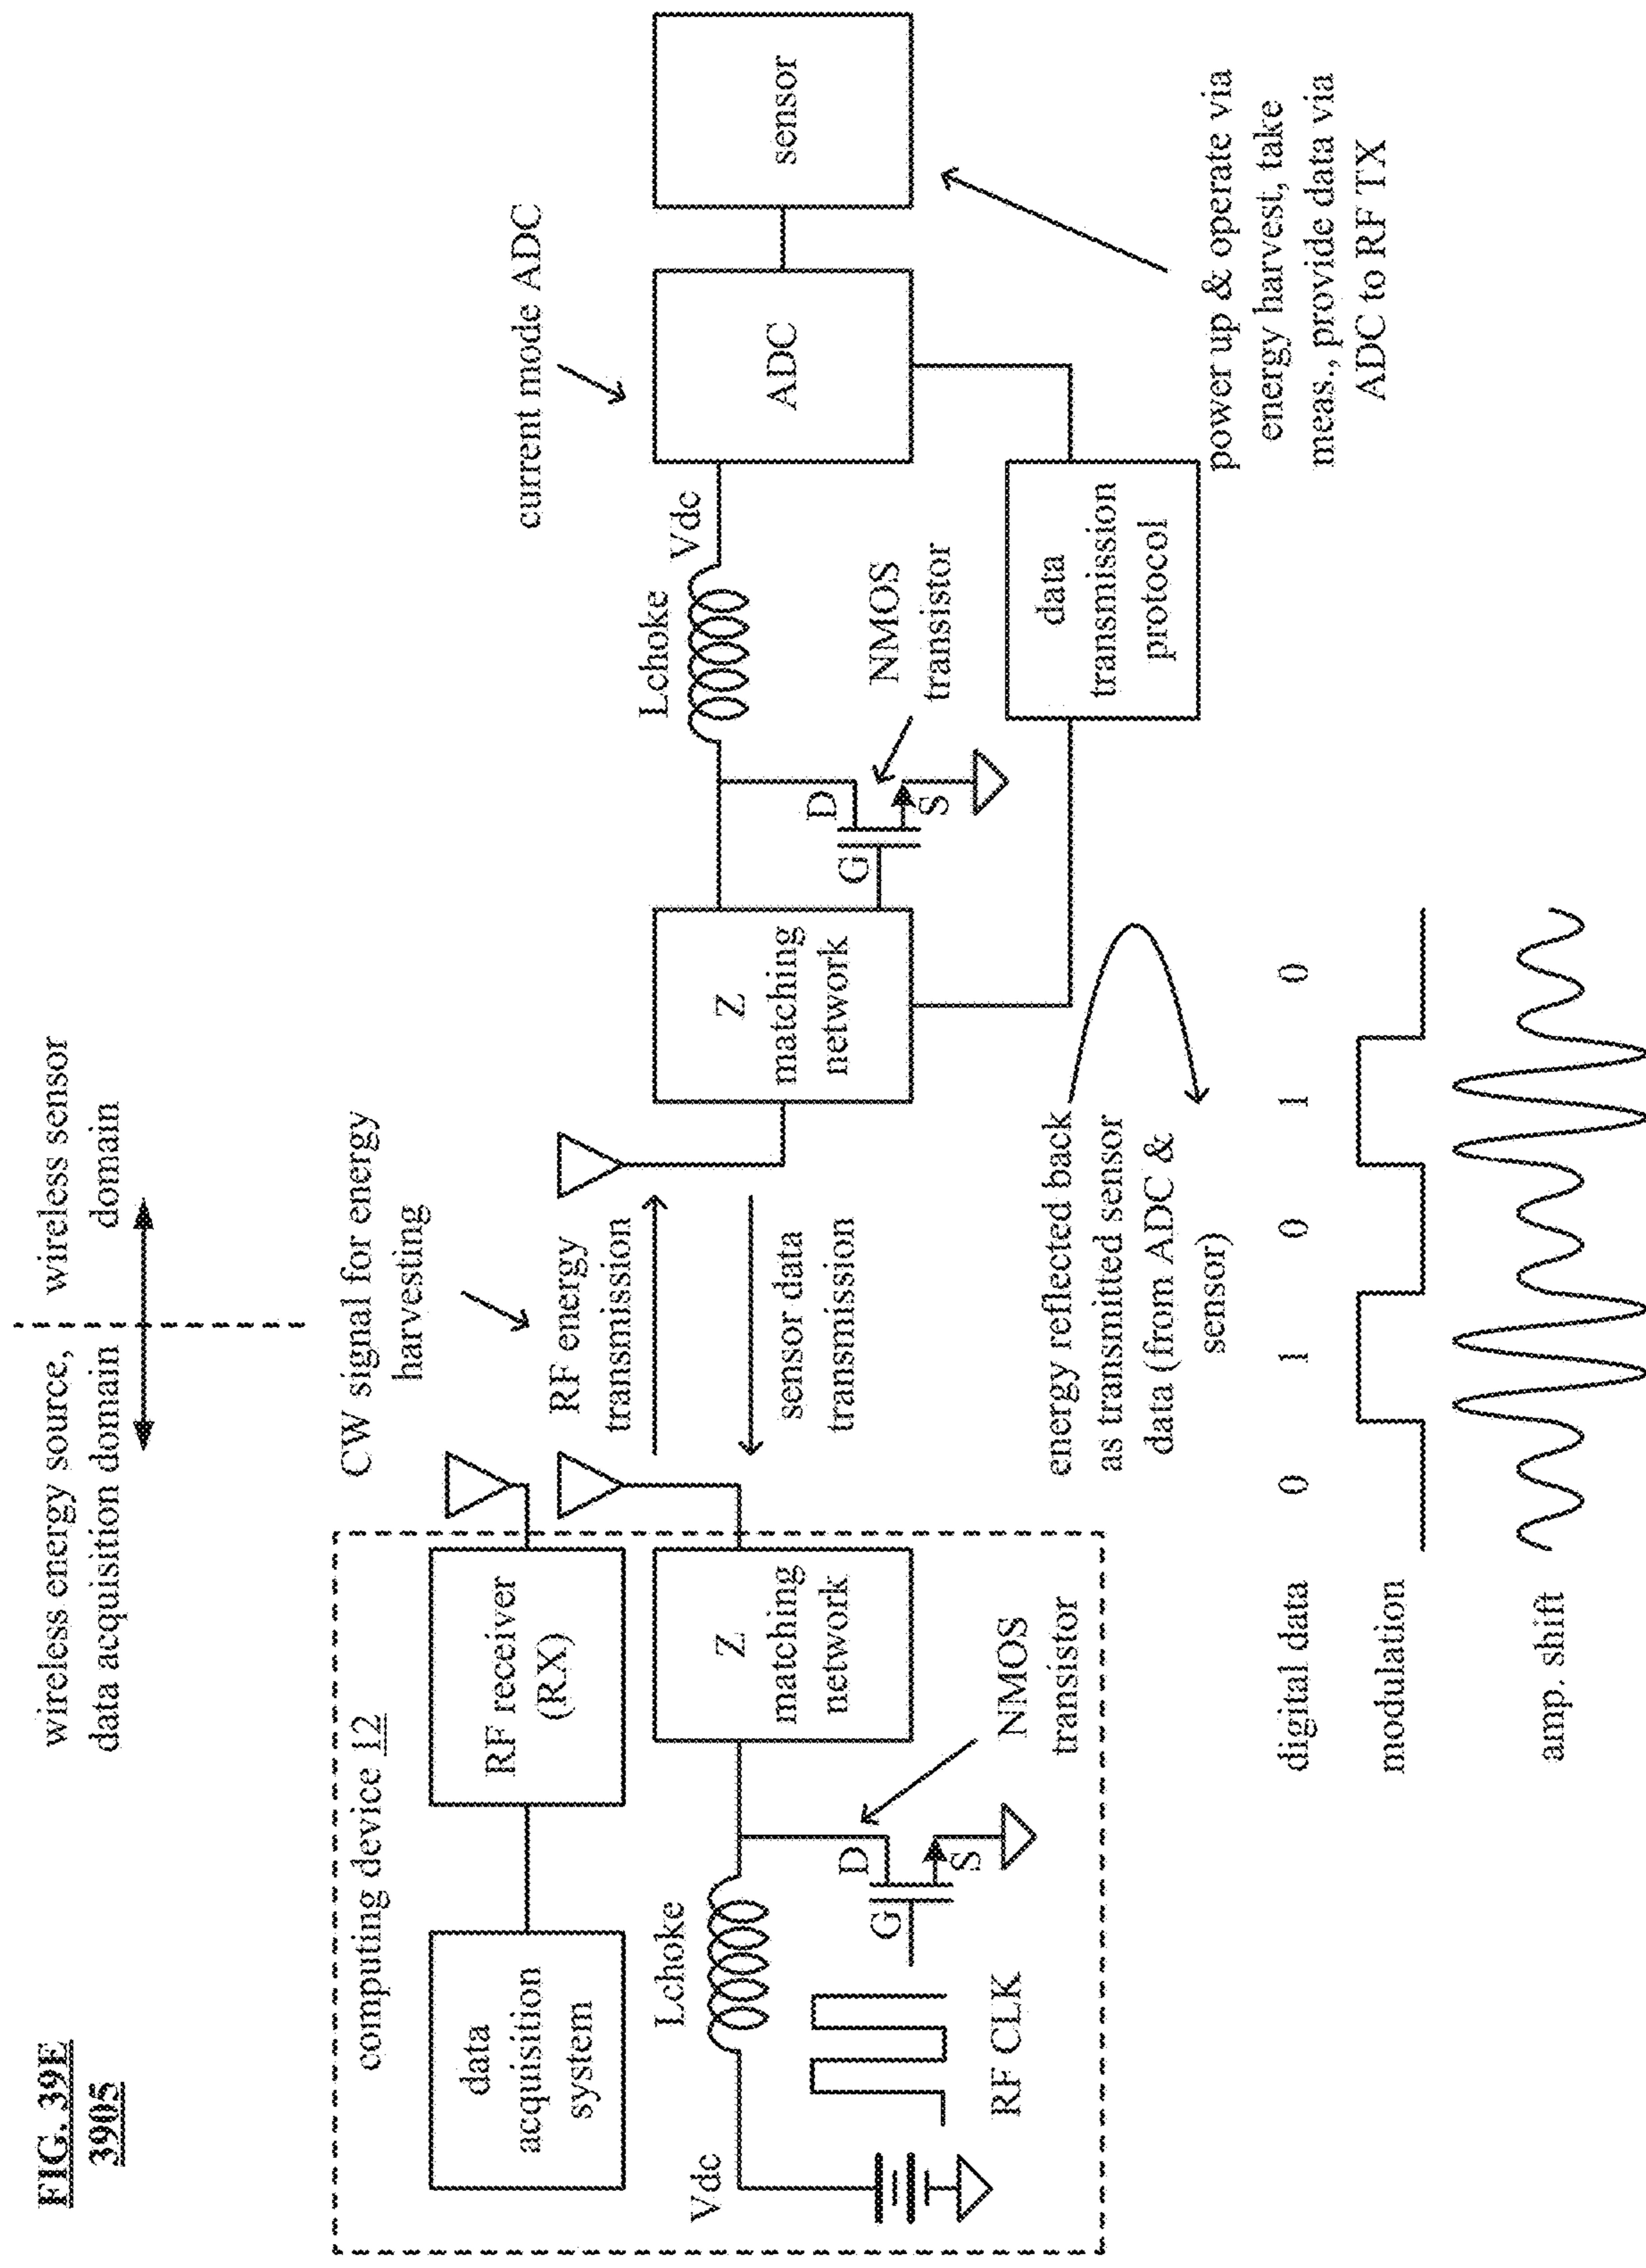 FIG. 39E
3905
wireless energy source,
data acquisition domain
wireless sensor
domain
CW signal for energy
harvesting
computing device 12
data
acquisition
system
RF receiver
(RX)
RF energy
transmission
sensor data
transmission
Vdc
Lchoke
RF CLK
G
D
S
NMOS
transistor
Z
matching
network
Z
matching
network
G
D
S
NMOS
transistor
Lchoke
Vdc
current mode ADC
ADC
sensor
data
transmission
protocol
power up & operate via
energy harvest, take
meas., provide data via
ADC to RF TX
energy reflected back
as transmitted sensor
data (from ADC &
sensor)
digital data 0 1 0 1 0
modulation
amp. shift